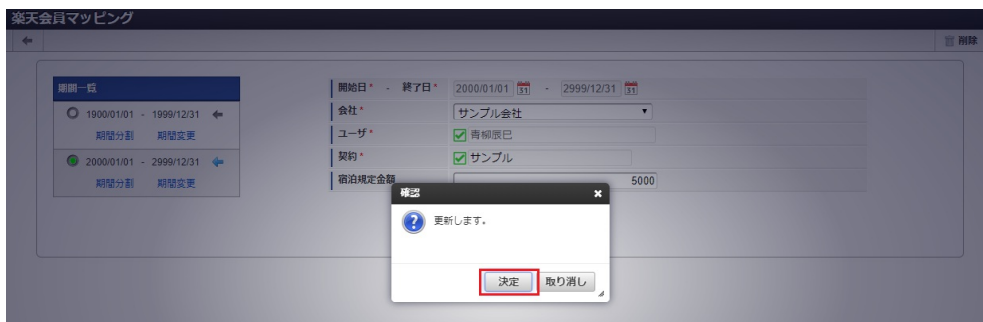 楽天会員マッピング
削除
期間一覧
1900/01/01 - 1999/12/31
期間分割 期間変更
2000/01/01 - 2999/12/31
期間分割 期間変更
開始日* - 終了日* 2000/01/01 31 - 2999/12/31 31
会社* サンプル会社
ユーザ* 青柳辰巳
契約* サンプル
宿泊規定金額 5000
確認
更新します。
決定 取り消し